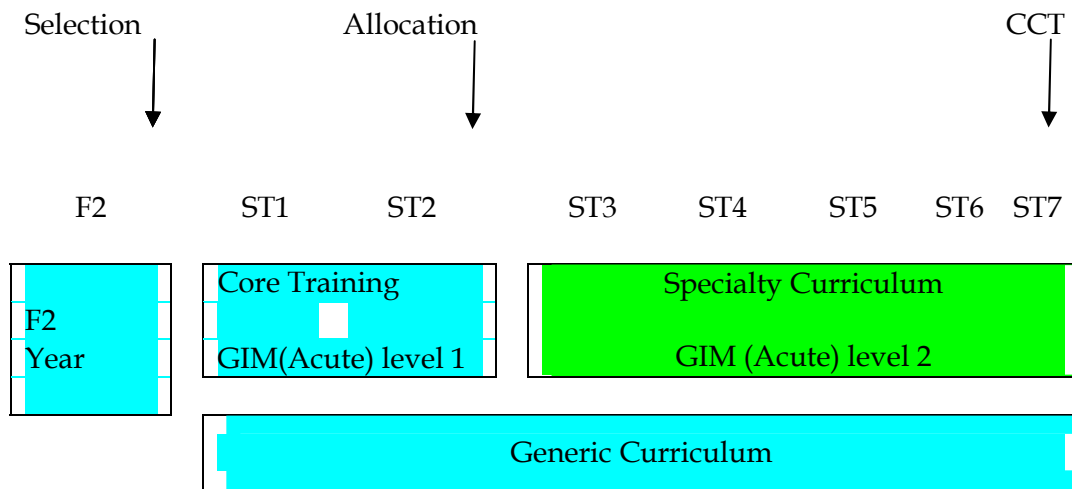 Selection Allocation CCT
F2 ST1 ST2 ST3 ST4 ST5 ST6 ST7
F2
Year
Core Training
GIM(Acute) level 1
Specialty Curriculum
GIM (Acute) level 2
Generic Curriculum